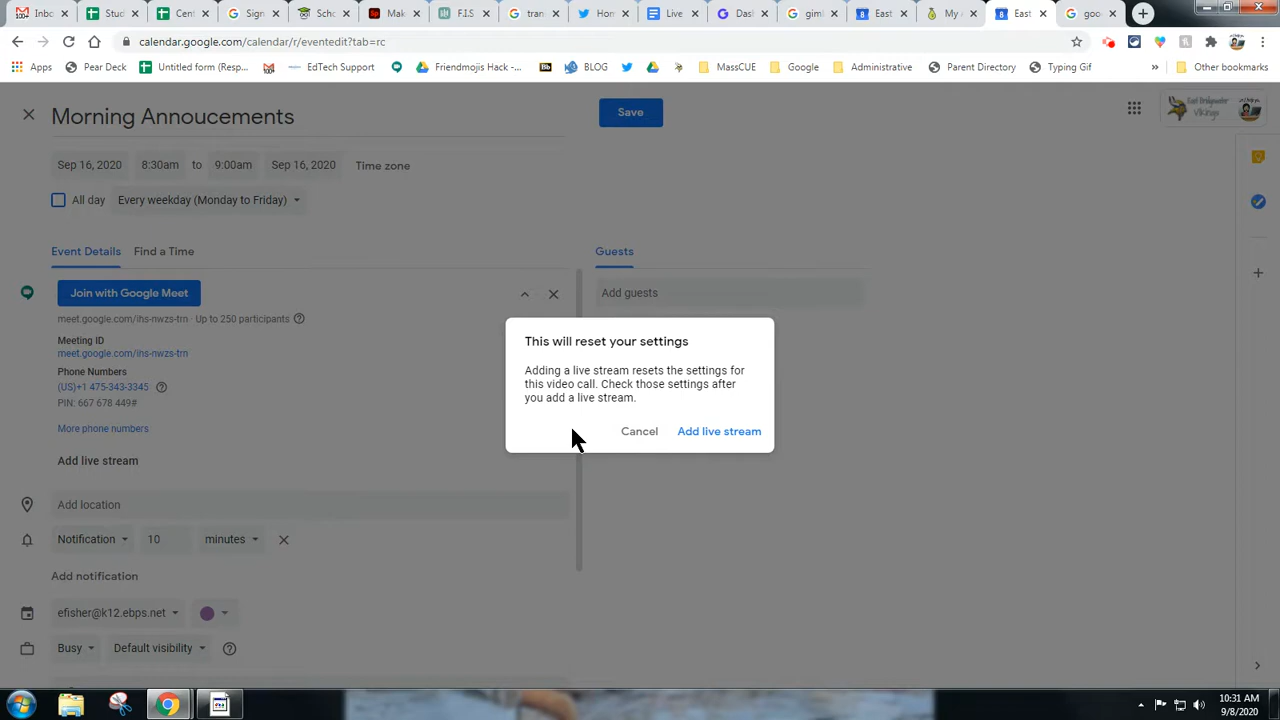 Inbo
Stud
Cent
Sign
Scho
Mak
F.I.S
tran
Hom
Live
Das
goo
East
My
East
goo
calendar.google.com/calendar/r/eventedit?tab=rc
Apps
Pear Deck
Untitled form (Resp...
EdTech Support
Friendmojis Hack -...
Bb
BLOG
MassCUE
Google
Administrative
Parent Directory
Typing Gif
»
Other bookmarks
Morning Annoucements
Save
East Bridgewater
Vikings
Sep 16, 2020
8:30am
to
9:00am
Sep 16, 2020
Time zone
All day
Every weekday (Monday to Friday)
Event Details
Find a Time
Guests
Join with Google Meet
Add guests
meet.google.com/ihs-nwzs-trn · Up to 250 participants
Meeting ID
meet.google.com/ihs-nwzs-trn
Phone Numbers
(US)+1 475-343-3345
PIN: 667 678 449#
More phone numbers
Add live stream
This will reset your settings
Adding a live stream resets the settings for
this video call. Check those settings after
you add a live stream.
Cancel
Add live stream
Add location
Notification
10
minutes
Add notification
efisher@k12.ebps.net
Busy
Default visibility
10:31 AM
9/8/2020